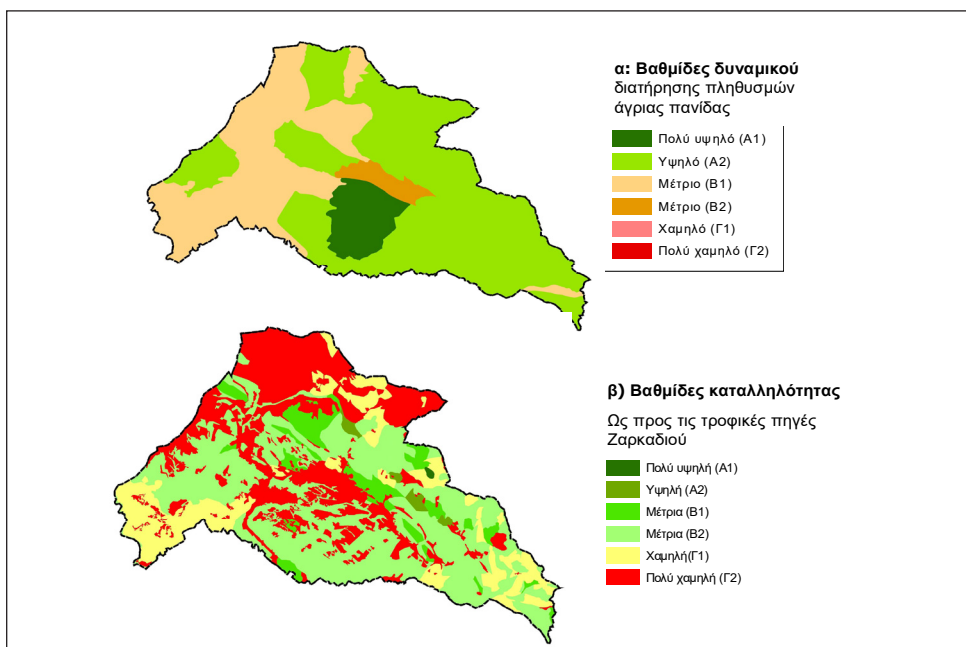 α: Βαθμίδες δυναμικού
διατήρησης πληθυσμών
άγριας πανίδας
Πολύ υψηλό (Α1)
Υψηλό (Α2)
Μέτριο (Β1)
Μέτριο (Β2)
Χαμηλό (Γ1)
Πολύ χαμηλό (Γ2)
β) Βαθμίδες καταλληλότητας
Ως προς τις τροφικές πηγές
Ζαρκαδιού
Πολύ υψηλή (Α1)
Υψηλή (Α2)
Μέτρια (Β1)
Μέτρια (Β2)
Χαμηλή(Γ1)
Πολύ χαμηλή (Γ2)